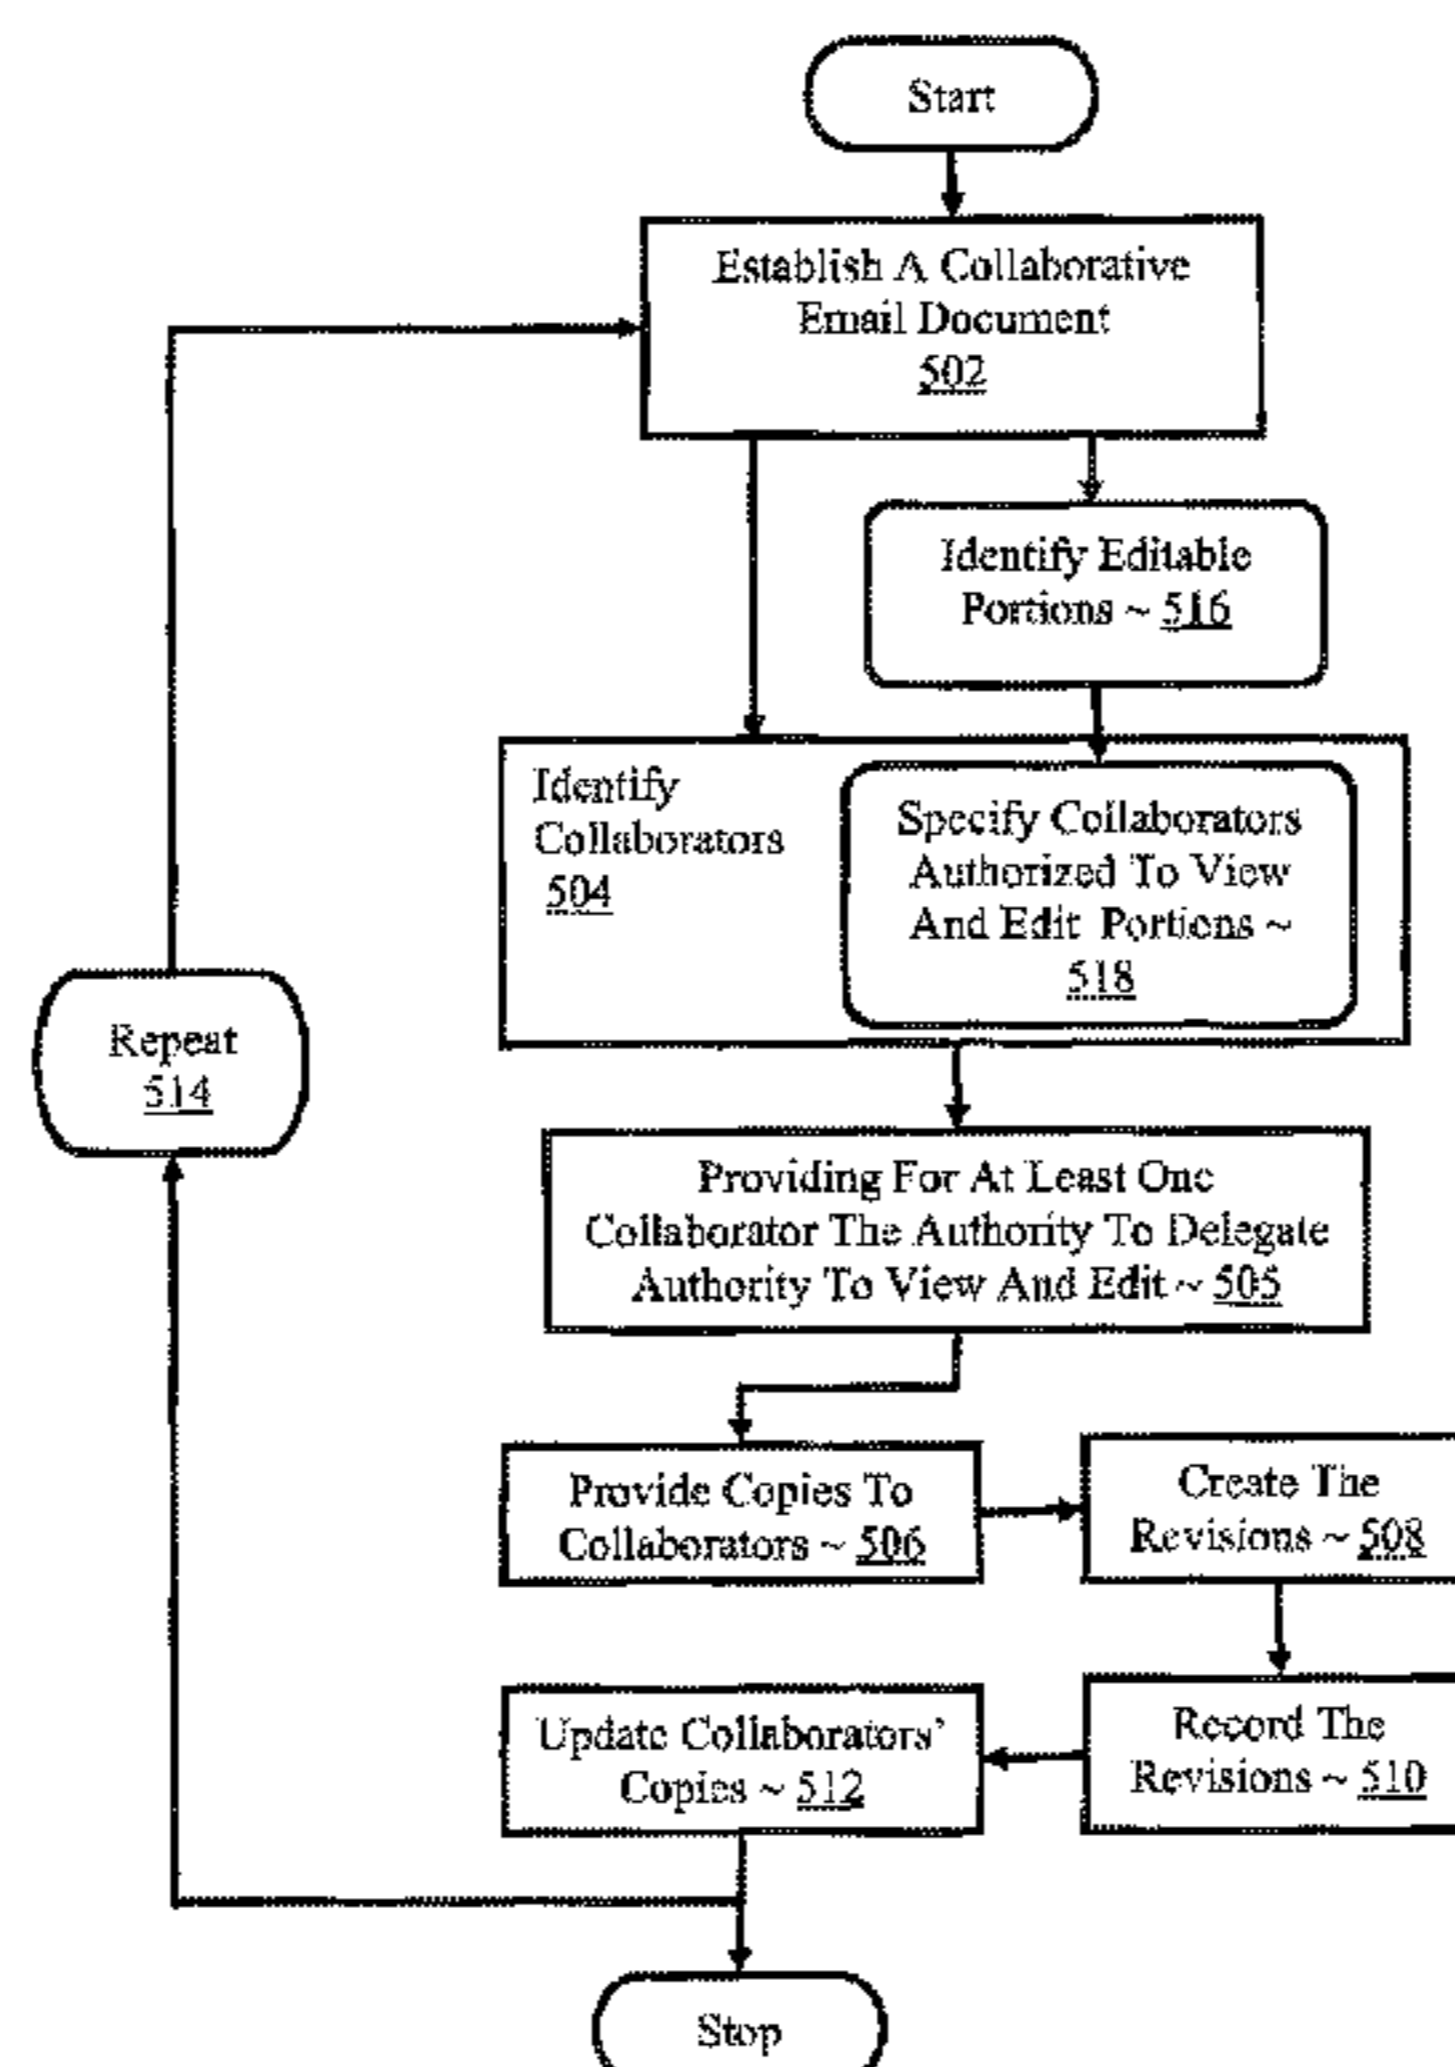 Start
Establish A Collaborative
Email Document
502
Identify Editable
Portions ~ 516
Identify
Collaborators
504
Specify Collaborators
Authorized To View
And Edit Portions ~
518
Repeat
514
Providing For At Least One
Collaborator The Authority To Delegate
Authority To View And Edit ~ 505
Provide Copies To
Collaborators ~ 506
Create The
Revisions ~ 508
Update Collaborators'
Copies ~ 512
Record The
Revisions ~ 510
Stop